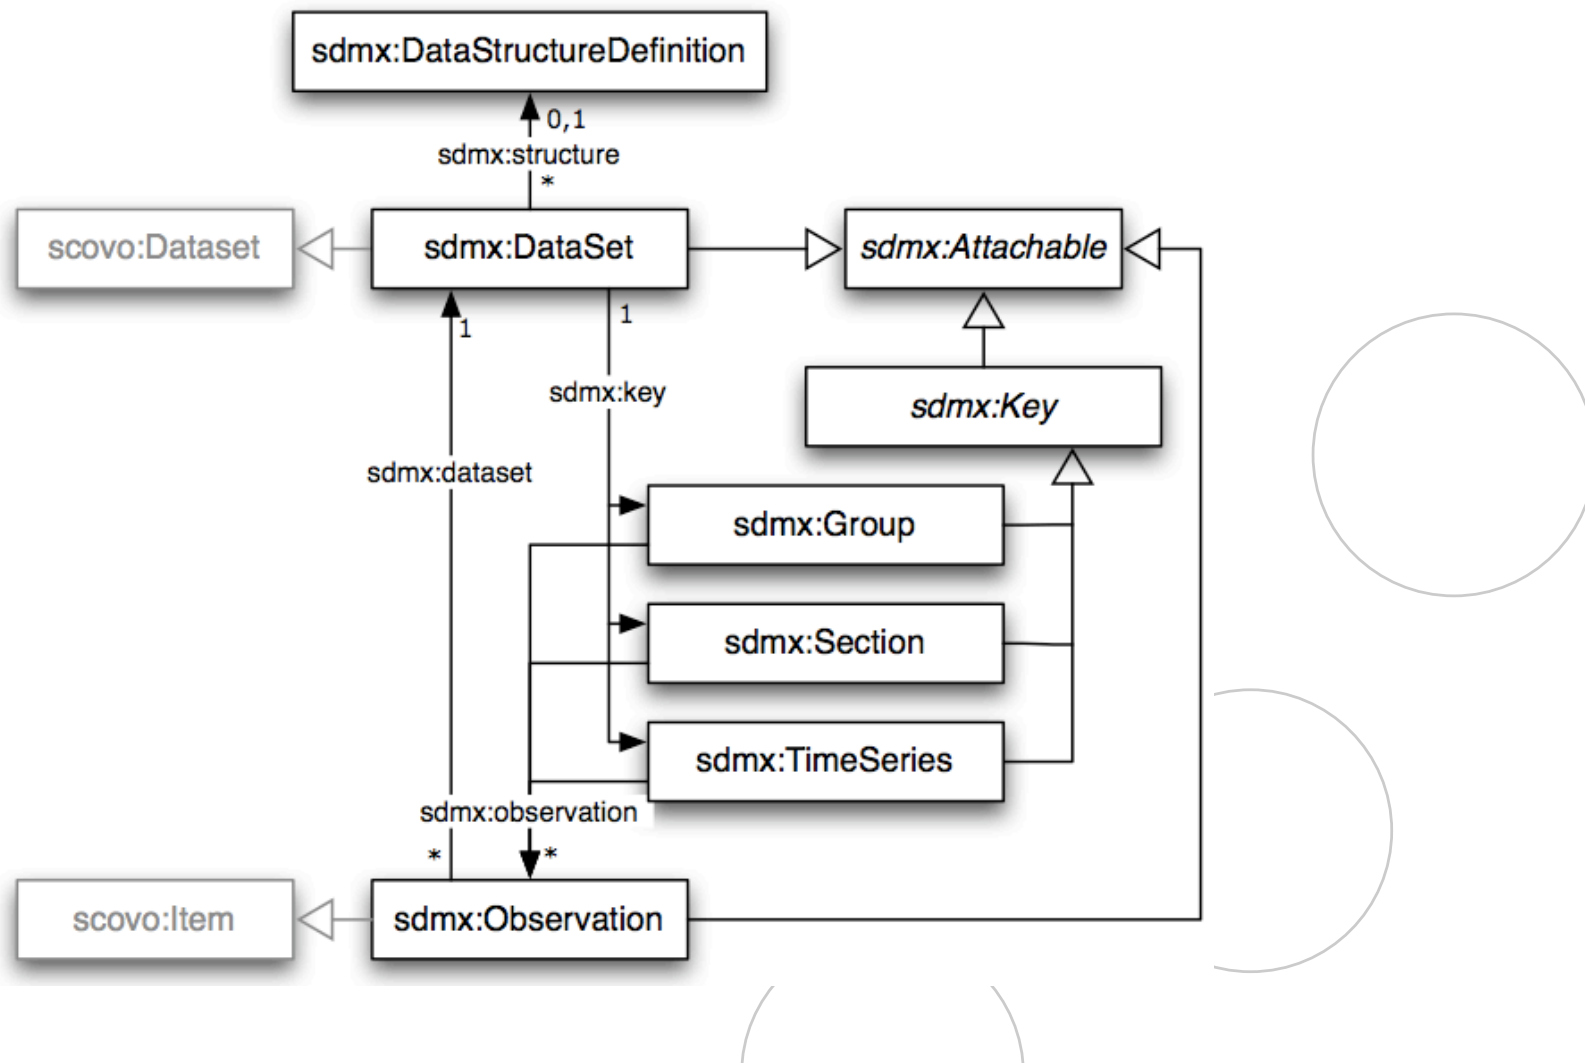 sdmx:DataStructureDefinition
0,1
sdmx:structure
*
scovo:Dataset
sdmx:DataSet
sdmx:Attachable
1
1
sdmx:key
sdmx:Key
sdmx:dataset
sdmx:Group
sdmx:Section
sdmx:TimeSeries
sdmx:observation
*
*
scovo:Item
sdmx:Observation